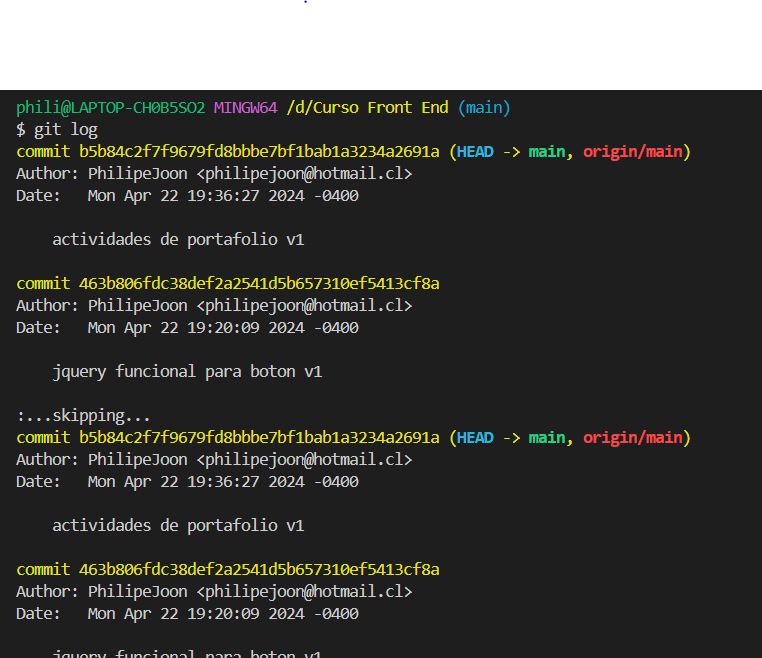 phili@LAPTOP-CH0B5SO2 MINGW64 /d/Curso Front End (main)
$ git log
commit b5b84c2f7f9679fd8bbbe7bf1bab1a3234a2691a (HEAD -> main, origin/main)
Author: PhilipeJoon <philipejoon@hotmail.cl>
Date:   Mon Apr 22 19:36:27 2024 -0400
actividades de portafolio v1
commit 463b806fdc38def2a2541d5b657310ef5413cf8a
Author: PhilipeJoon <philipejoon@hotmail.cl>
Date:   Mon Apr 22 19:20:09 2024 -0400
jquery funcional para boton v1
:...skipping...
commit b5b84c2f7f9679fd8bbbe7bf1bab1a3234a2691a (HEAD -> main, origin/main)
Author: PhilipeJoon <philipejoon@hotmail.cl>
Date:   Mon Apr 22 19:36:27 2024 -0400
actividades de portafolio v1
commit 463b806fdc38def2a2541d5b657310ef5413cf8a
Author: PhilipeJoon <philipejoon@hotmail.cl>
Date:   Mon Apr 22 19:20:09 2024 -0400
jquery funcional para boton v1